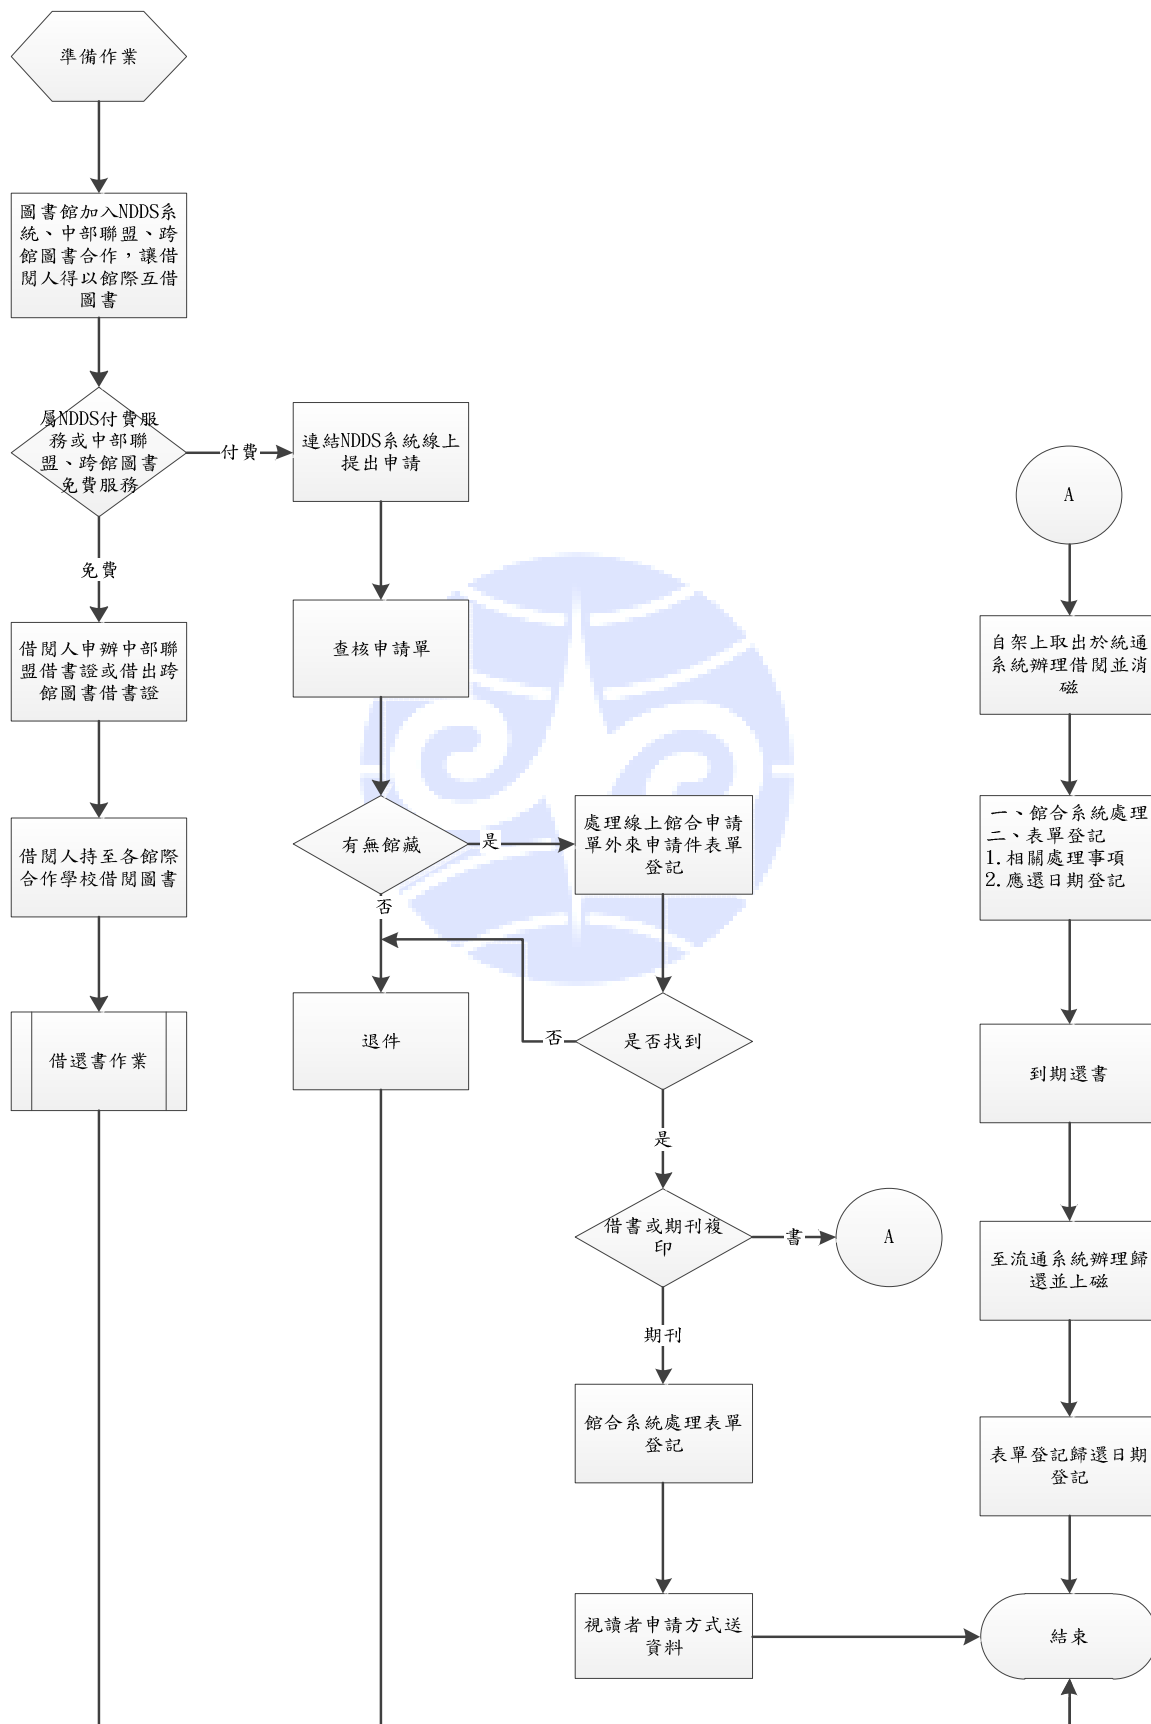 準備作業
圖書館加入NDDS系
統、中部聯盟、跨
館圖書合作，讓借
閱人得以館際互借
圖書
屬NDDS付費服
務或中部聯
盟、跨館圖書
免費服務
付費
免費
借閱人申辦中部聯
盟借書證或借出跨
館圖書借書證
借閱人持至各館際
合作學校借閱圖書
借還書作業
連結NDDS系統線上
提出申請
查核申請單
有無館藏
是
否
退件
處理線上館合申請
單外來申請件表單
登記
是否找到
否
是
借書或期刊複
印
書
A
期刊
館合系統處理表單
登記
視讀者申請方式送
資料
A
自架上取出於統通
系統辦理借閱並消
磁
一、館合系統處理
二、表單登記
1.相關處理事項
2.應還日期登記
到期還書
至流通系統辦理歸
還並上磁
表單登記歸還日期
登記
結束